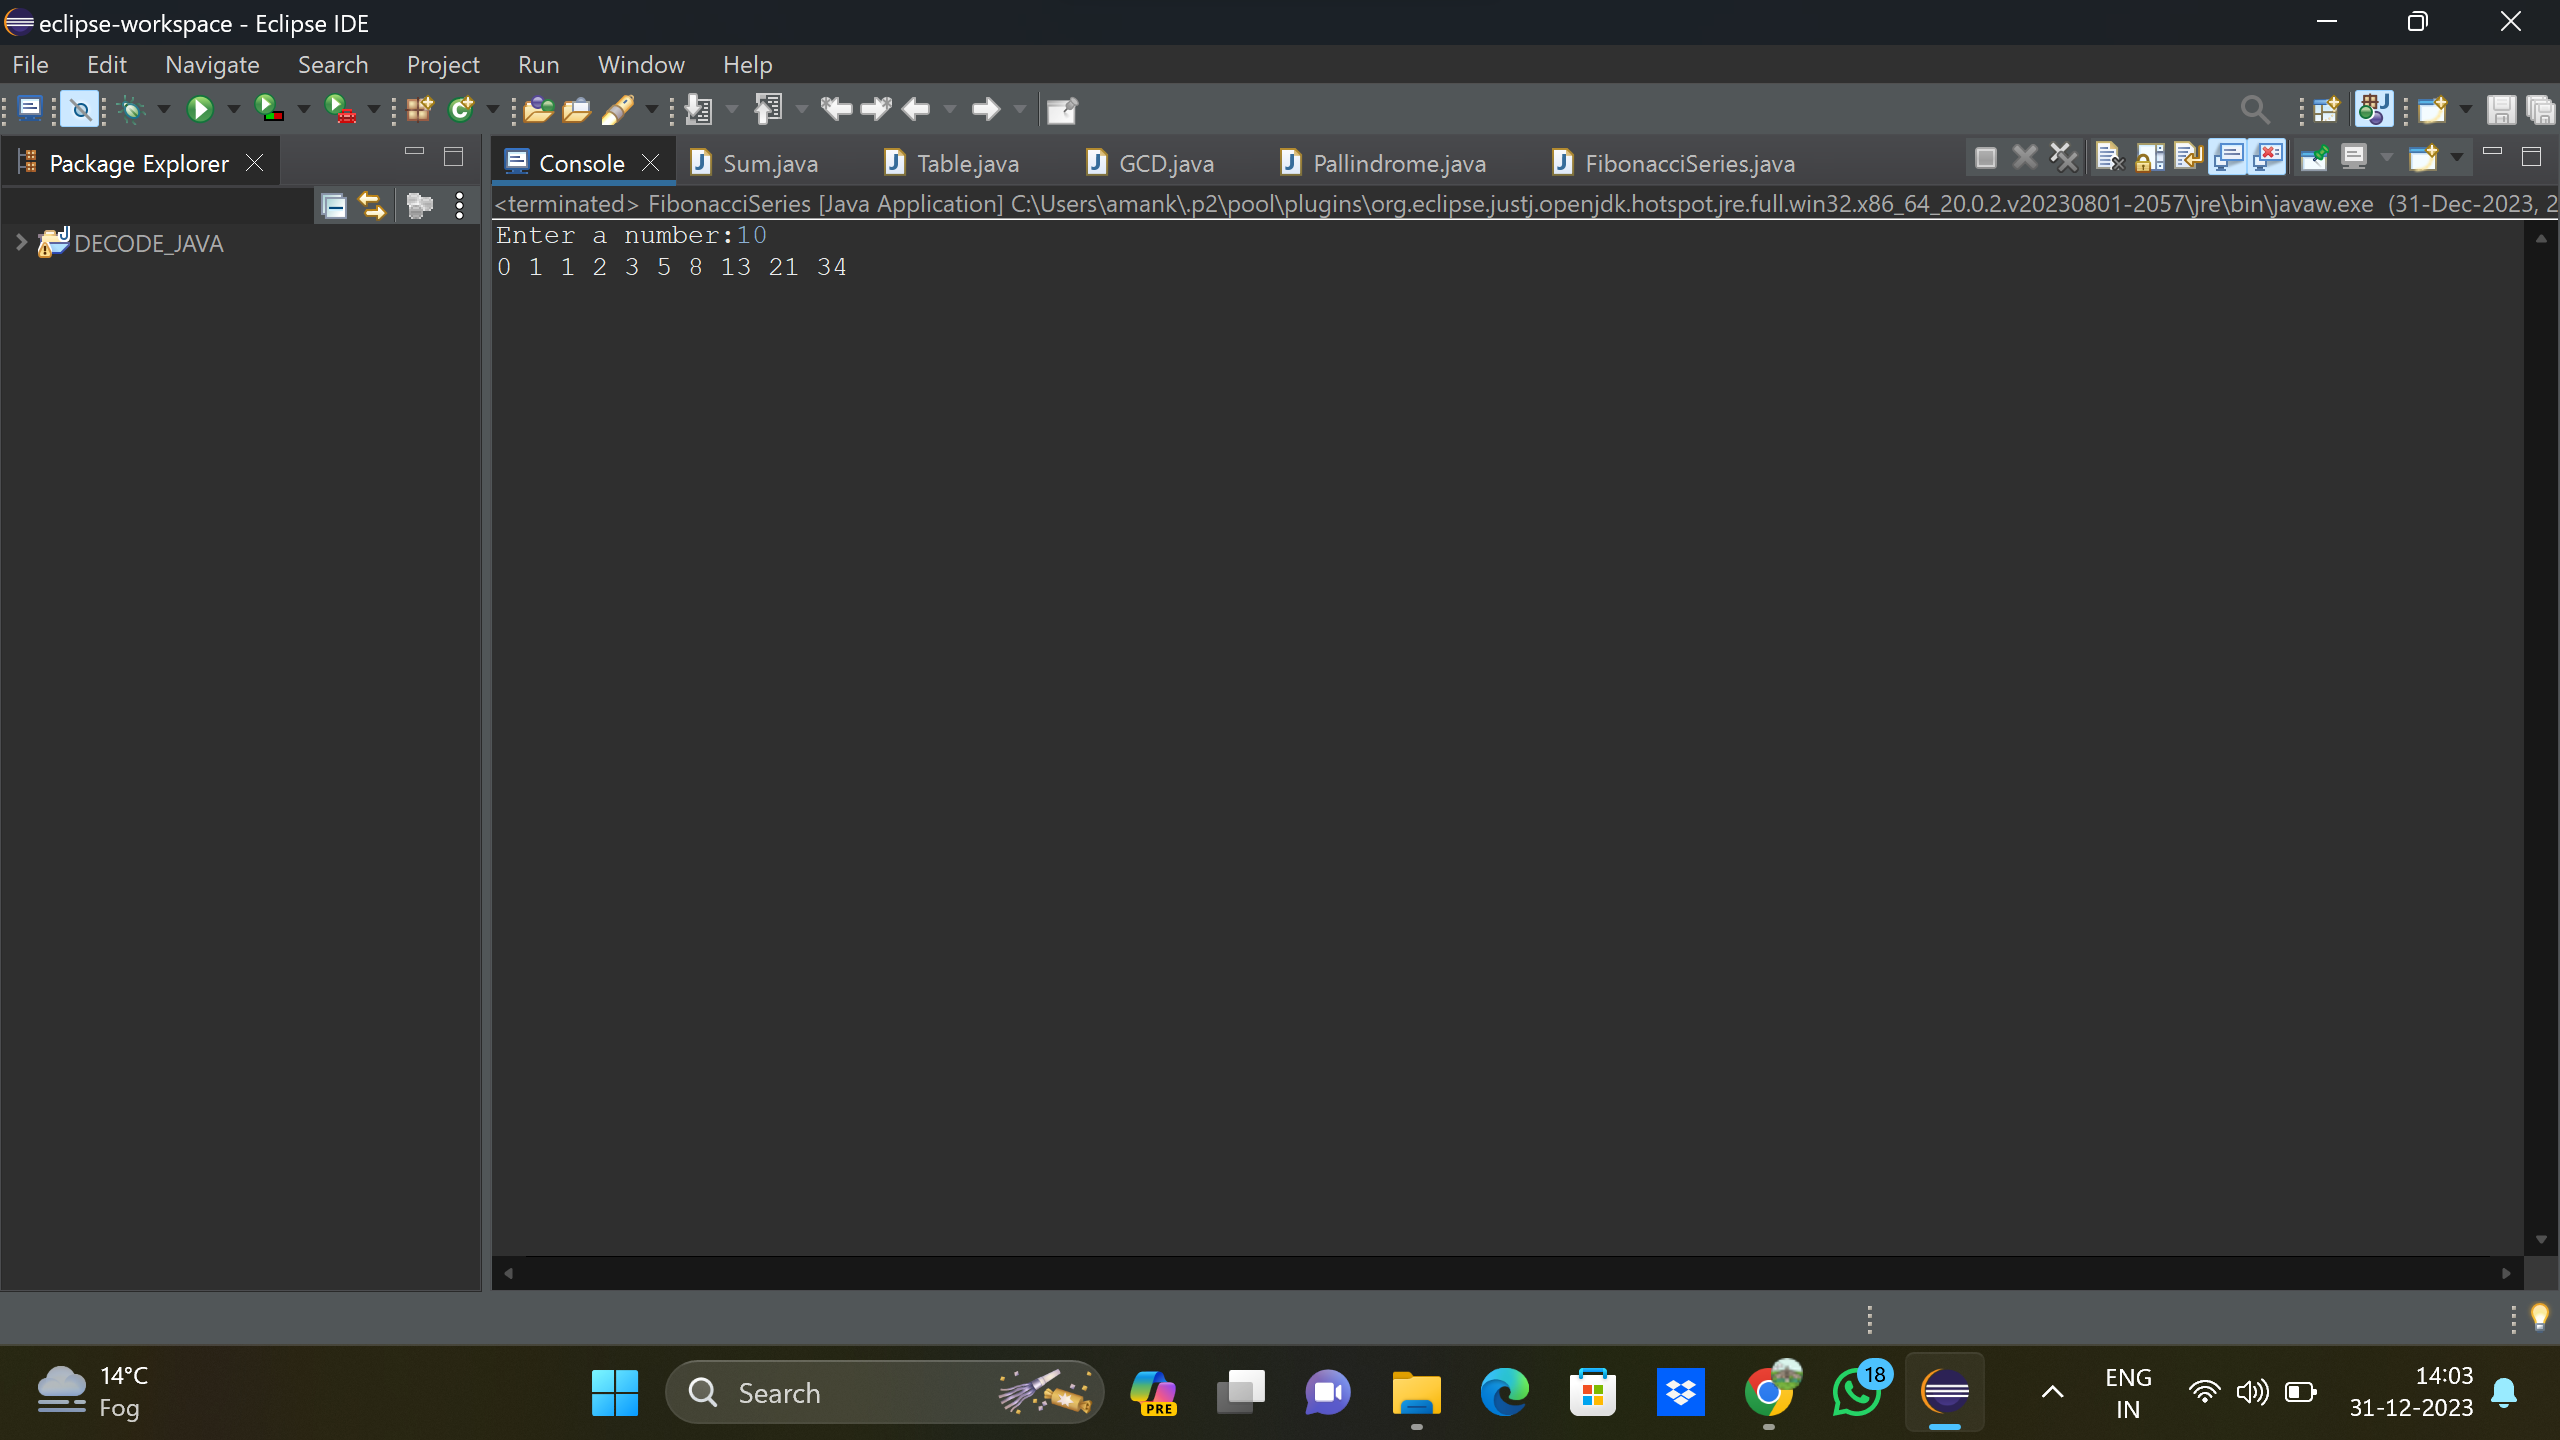 eclipse-workspace - Eclipse IDE
File Edit Navigate Search Project Run Window Help
Package Explorer
DECODE_JAVA
Console Sum.java Table.java GCD.java Pallindrome.java FibonacciSeries.java
<terminated> FibonacciSeries [Java Application] C:\Users\amank\.p2\pool\plugins\org.eclipse.justj.openjdk.hotspot.jre.full.win32.x86_64_20.0.2.v20230801-2057\jre\bin\javaw.exe (31-Dec-2023, 2
Enter a number:10
0 1 1 2 3 5 8 13 21 34
14°C
Fog
Search
PRE
18
ENG
IN
14:03
31-12-2023